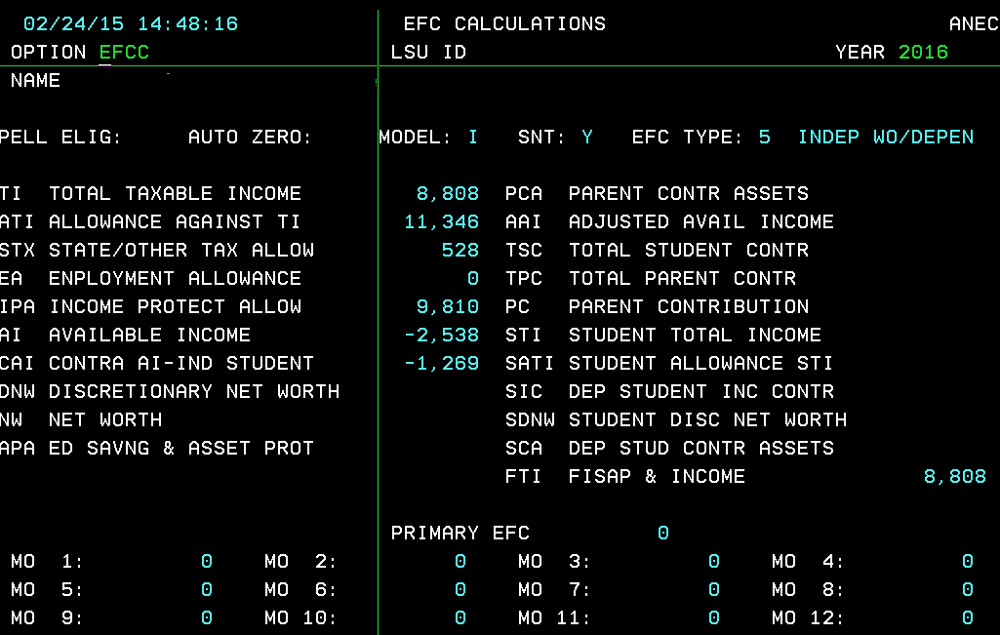 02/24/15 14:48:16 EFC CALCULATIONS ANEC
OPTION EFCC LSU ID YEAR 2016
NAME
PELL ELIG: AUTO ZERO: MODEL: I SNT: Y EFC TYPE: 5 INDEP WO/DEPEN
TI TOTAL TAXABLE INCOME 8,808 PCA PARENT CONTR ASSETS
ATI ALLOWANCE AGAINST TI 11,346 AAI ADJUSTED AVAIL INCOME
STX STATE/OTHER TAX ALLOW 528 TSC TOTAL STUDENT CONTR
EA ENPLOYMENT ALLOWANCE 0 TPC TOTAL PARENT CONTR
IPA INCOME PROTECT ALLOW 9,810 PC PARENT CONTRIBUTION
AI AVAILABLE INCOME -2,538 STI STUDENT TOTAL INCOME
CAI CONTRA AI-IND STUDENT -1,269 SATI STUDENT ALLOWANCE STI
DNW DISCRETIONARY NET WORTH SIC DEP STUDENT INC CONTR
NW NET WORTH SDNW STUDENT DISC NET WORTH
APA ED SAVNG & ASSET PROT SCA DEP STUD CONTR ASSETS
FTI FISAP & INCOME 8,808
PRIMARY EFC 0
MO 1: 0 MO 2: 0 MO 3: 0 MO 4: 0
MO 5: 0 MO 6: 0 MO 7: 0 MO 8: 0
MO 9: 0 MO 10: 0 MO 11: 0 MO 12: 0